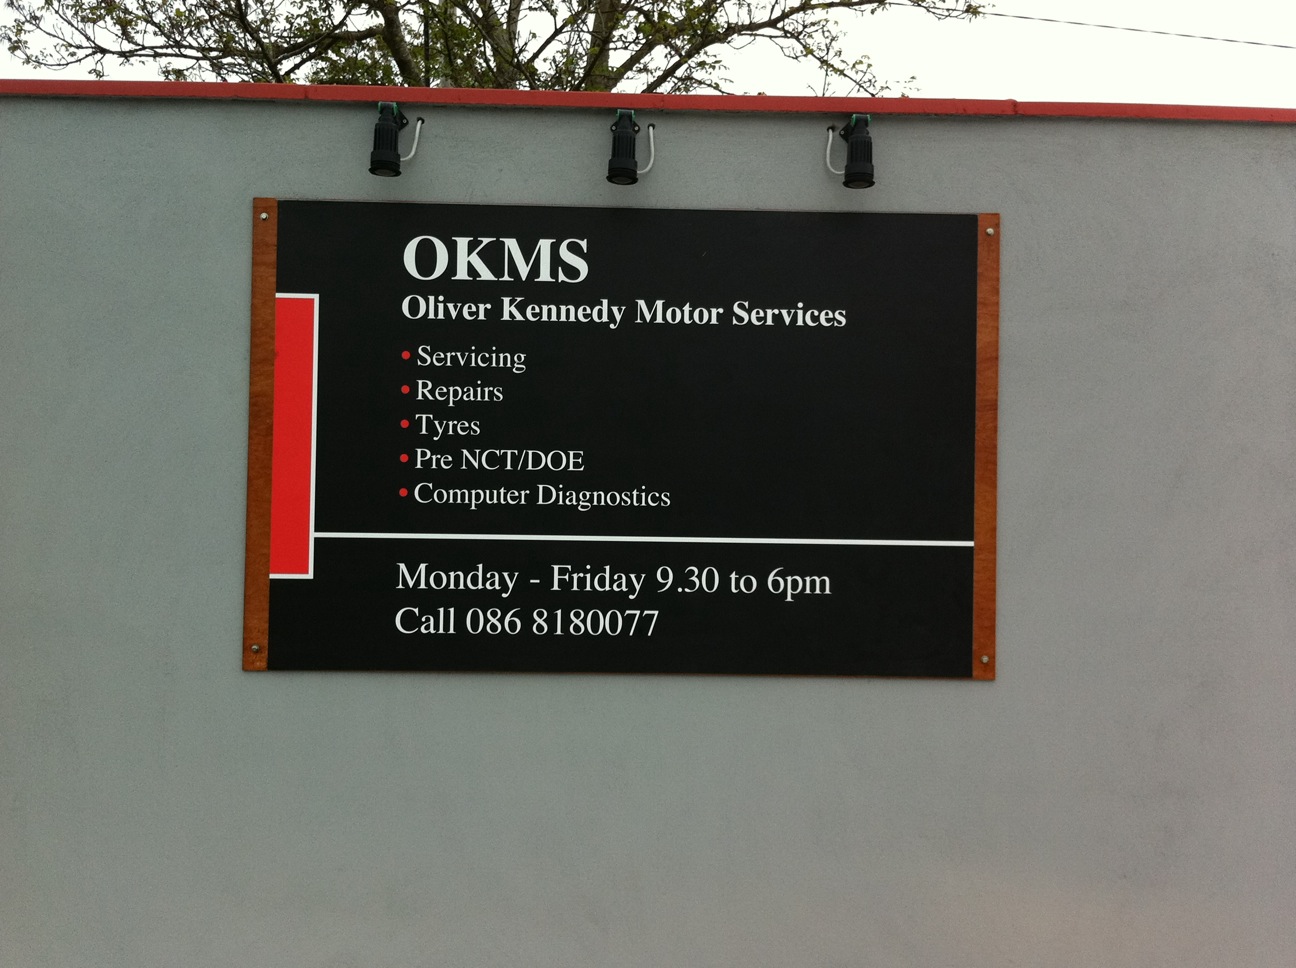 OKMS
Oliver Kennedy Motor Services
• Servicing
• Repairs
• Tyres
• Pre NCT/DOE
• Computer Diagnostics
Monday - Friday 9.30 to 6pm
Call 086 8180077